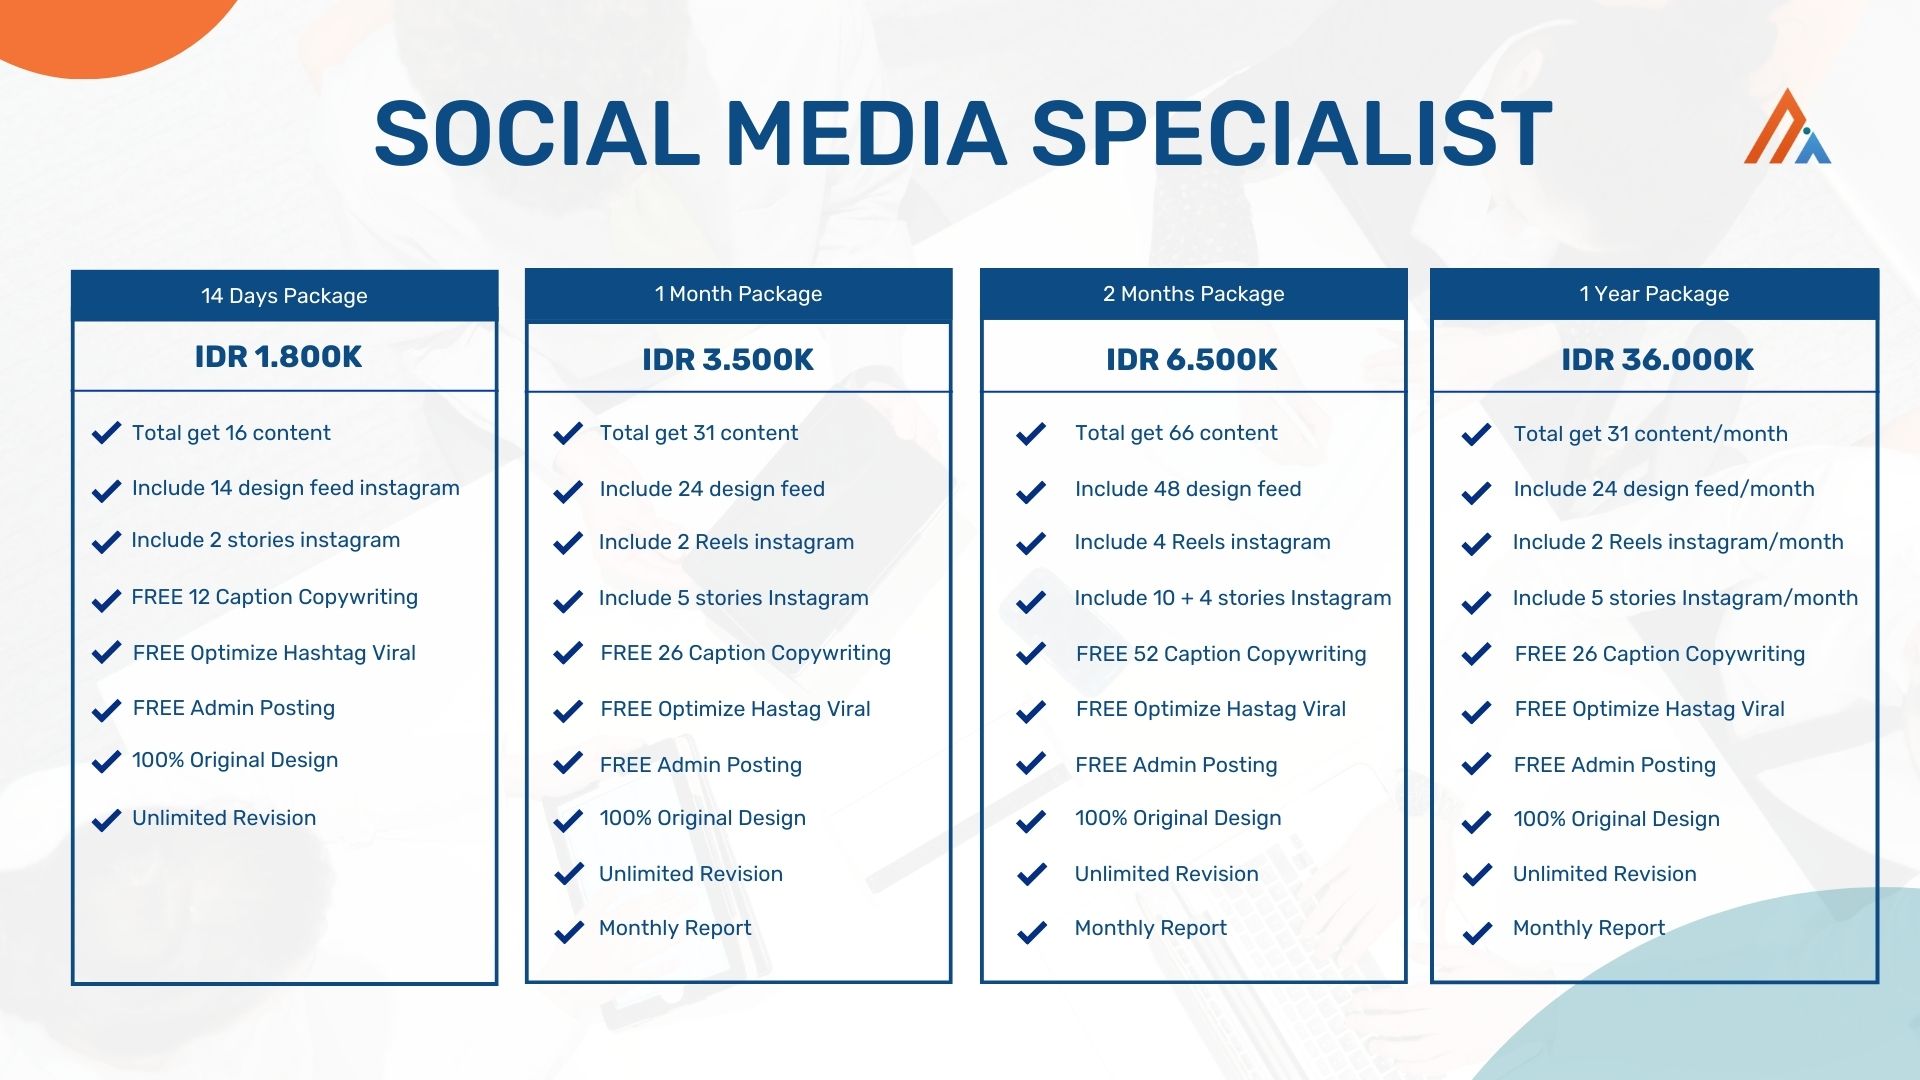 SOCIAL MEDIA SPECIALIST
14 Days Package
IDR 1.800K
Total get 16 content
Include 14 design feed instagram
Include 2 stories instagram
FREE 12 Caption Copywriting
FREE Optimize Hashtag Viral
FREE Admin Posting
100% Original Design
Unlimited Revision
1 Month Package
IDR 3.500K
Total get 31 content
Include 24 design feed
Include 2 Reels instagram
Include 5 stories Instagram
FREE 26 Caption Copywriting
FREE Optimize Hastag Viral
FREE Admin Posting
100% Original Design
Unlimited Revision
Monthly Report
2 Months Package
IDR 6.500K
Total get 66 content
Include 48 design feed
Include 4 Reels instagram
Include 10 + 4 stories Instagram
FREE 52 Caption Copywriting
FREE Optimize Hastag Viral
FREE Admin Posting
100% Original Design
Unlimited Revision
Monthly Report
1 Year Package
IDR 36.000K
Total get 31 content/month
Include 24 design feed/month
Include 2 Reels instagram/month
Include 5 stories Instagram/month
FREE 26 Caption Copywriting
FREE Optimize Hastag Viral
FREE Admin Posting
100% Original Design
Unlimited Revision
Monthly Report